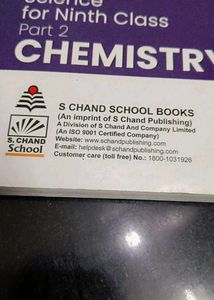 Science
for Ninth Class
Part 2
CHEMISTRY
S CHAND SCHOOL BOOKS
(An imprint of S Chand Publishing)
A Division of S Chand And Company Limited
(An ISO 9001 Certified Company)
Website: www.schandpublishing.com
E-mail: helpdesk@schandpublishing.com
Customer care (toll free) No.: 1800-1031926
S. CHAND
School